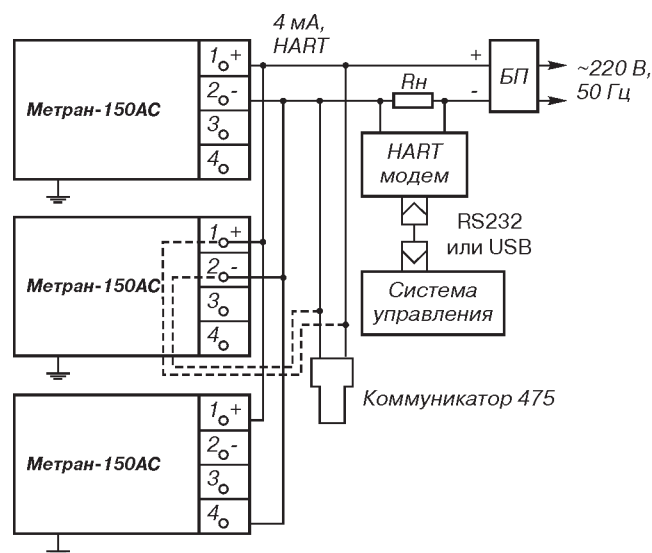 4 мА,
HART
Метран-150АС
1 +
2 -
3
4
+
-
Rн
БП
~220 В,
50 Гц
HART
модем
RS232
или USB
Система
управления
Метран-150АС
1 +
2 -
3
4
Коммуникатор 475
Метран-150АС
1 +
2 -
3
4